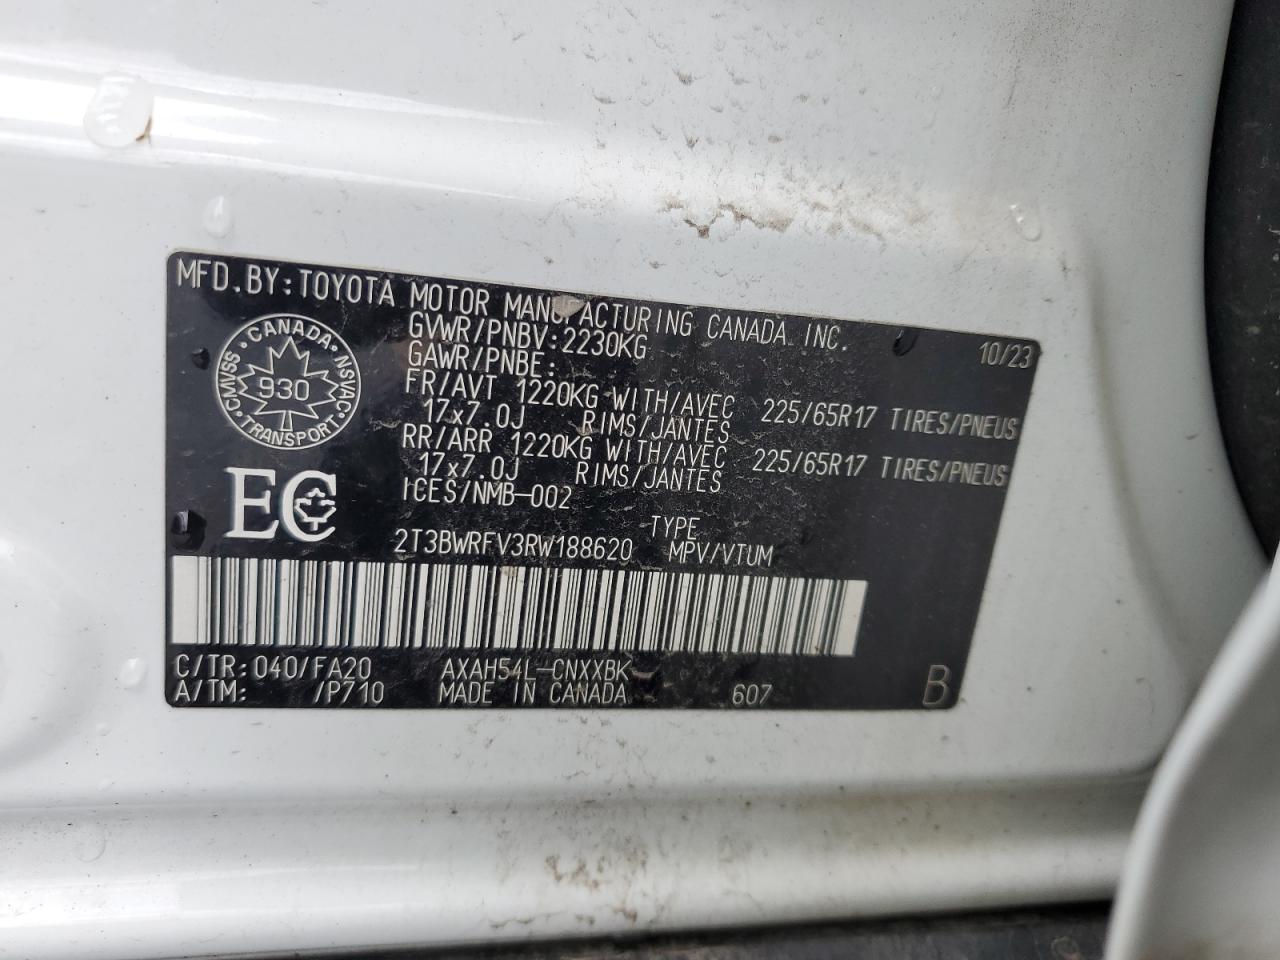 MFD.BY:TOYOTA MOTOR MANUFACTURING CANADA INC.
10/23
GVWR/PNBV:2230KG
GAWR/PNBE:
FR/AVT 1220KG WITH/AVEC 225/65R17 TIRES/PNEUS
17x7.0J RIMS/JANTES
RR/ARR 1220KG WITH/AVEC 225/65R17 TIRES/PNEUS
17x7.0J RIMS/JANTES
ICES/NMB-002
CANADA
CMVSS · NSVAC
930
TRANSPORT
EC
2T3BWRFV3RW188620
TYPE
MPV/VTUM
C/TR:040/FA20 AXAH54L-CNXXBK
A/TM: /P710 MADE IN CANADA 607 B